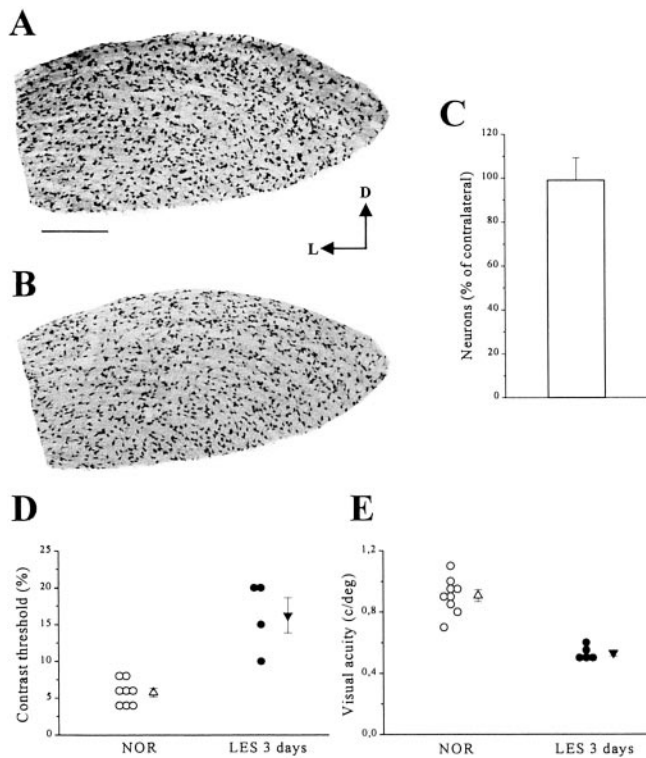 A
C
120
100
80
60
40
20
0
Neurons (% of contralateral)
D
L
B
D
25
20
15
10
5
0
Contrast threshold (%)
NOR
LES 3 days
E
1,2
0,8
0,4
0,0
Visual acuity (c/deg)
NOR
LES 3 days